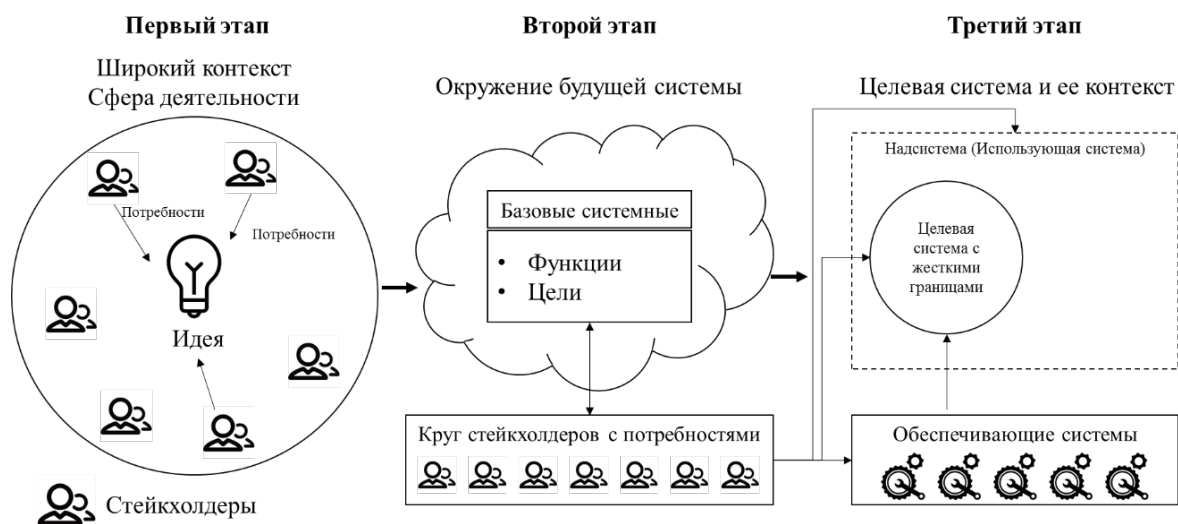 Первый этап
Широкий контекст
Сфера деятельности
Потребности
Потребности
Идея
Стейкхолдеры
Второй этап
Окружение будущей системы
Базовые системные
• Функции
• Цели
Круг стейкхолдеров с потребностями
Третий этап
Целевая система и ее контекст
Надсистема (Использующая система)
Целевая
система с
жесткими
границами
Обеспечивающие системы